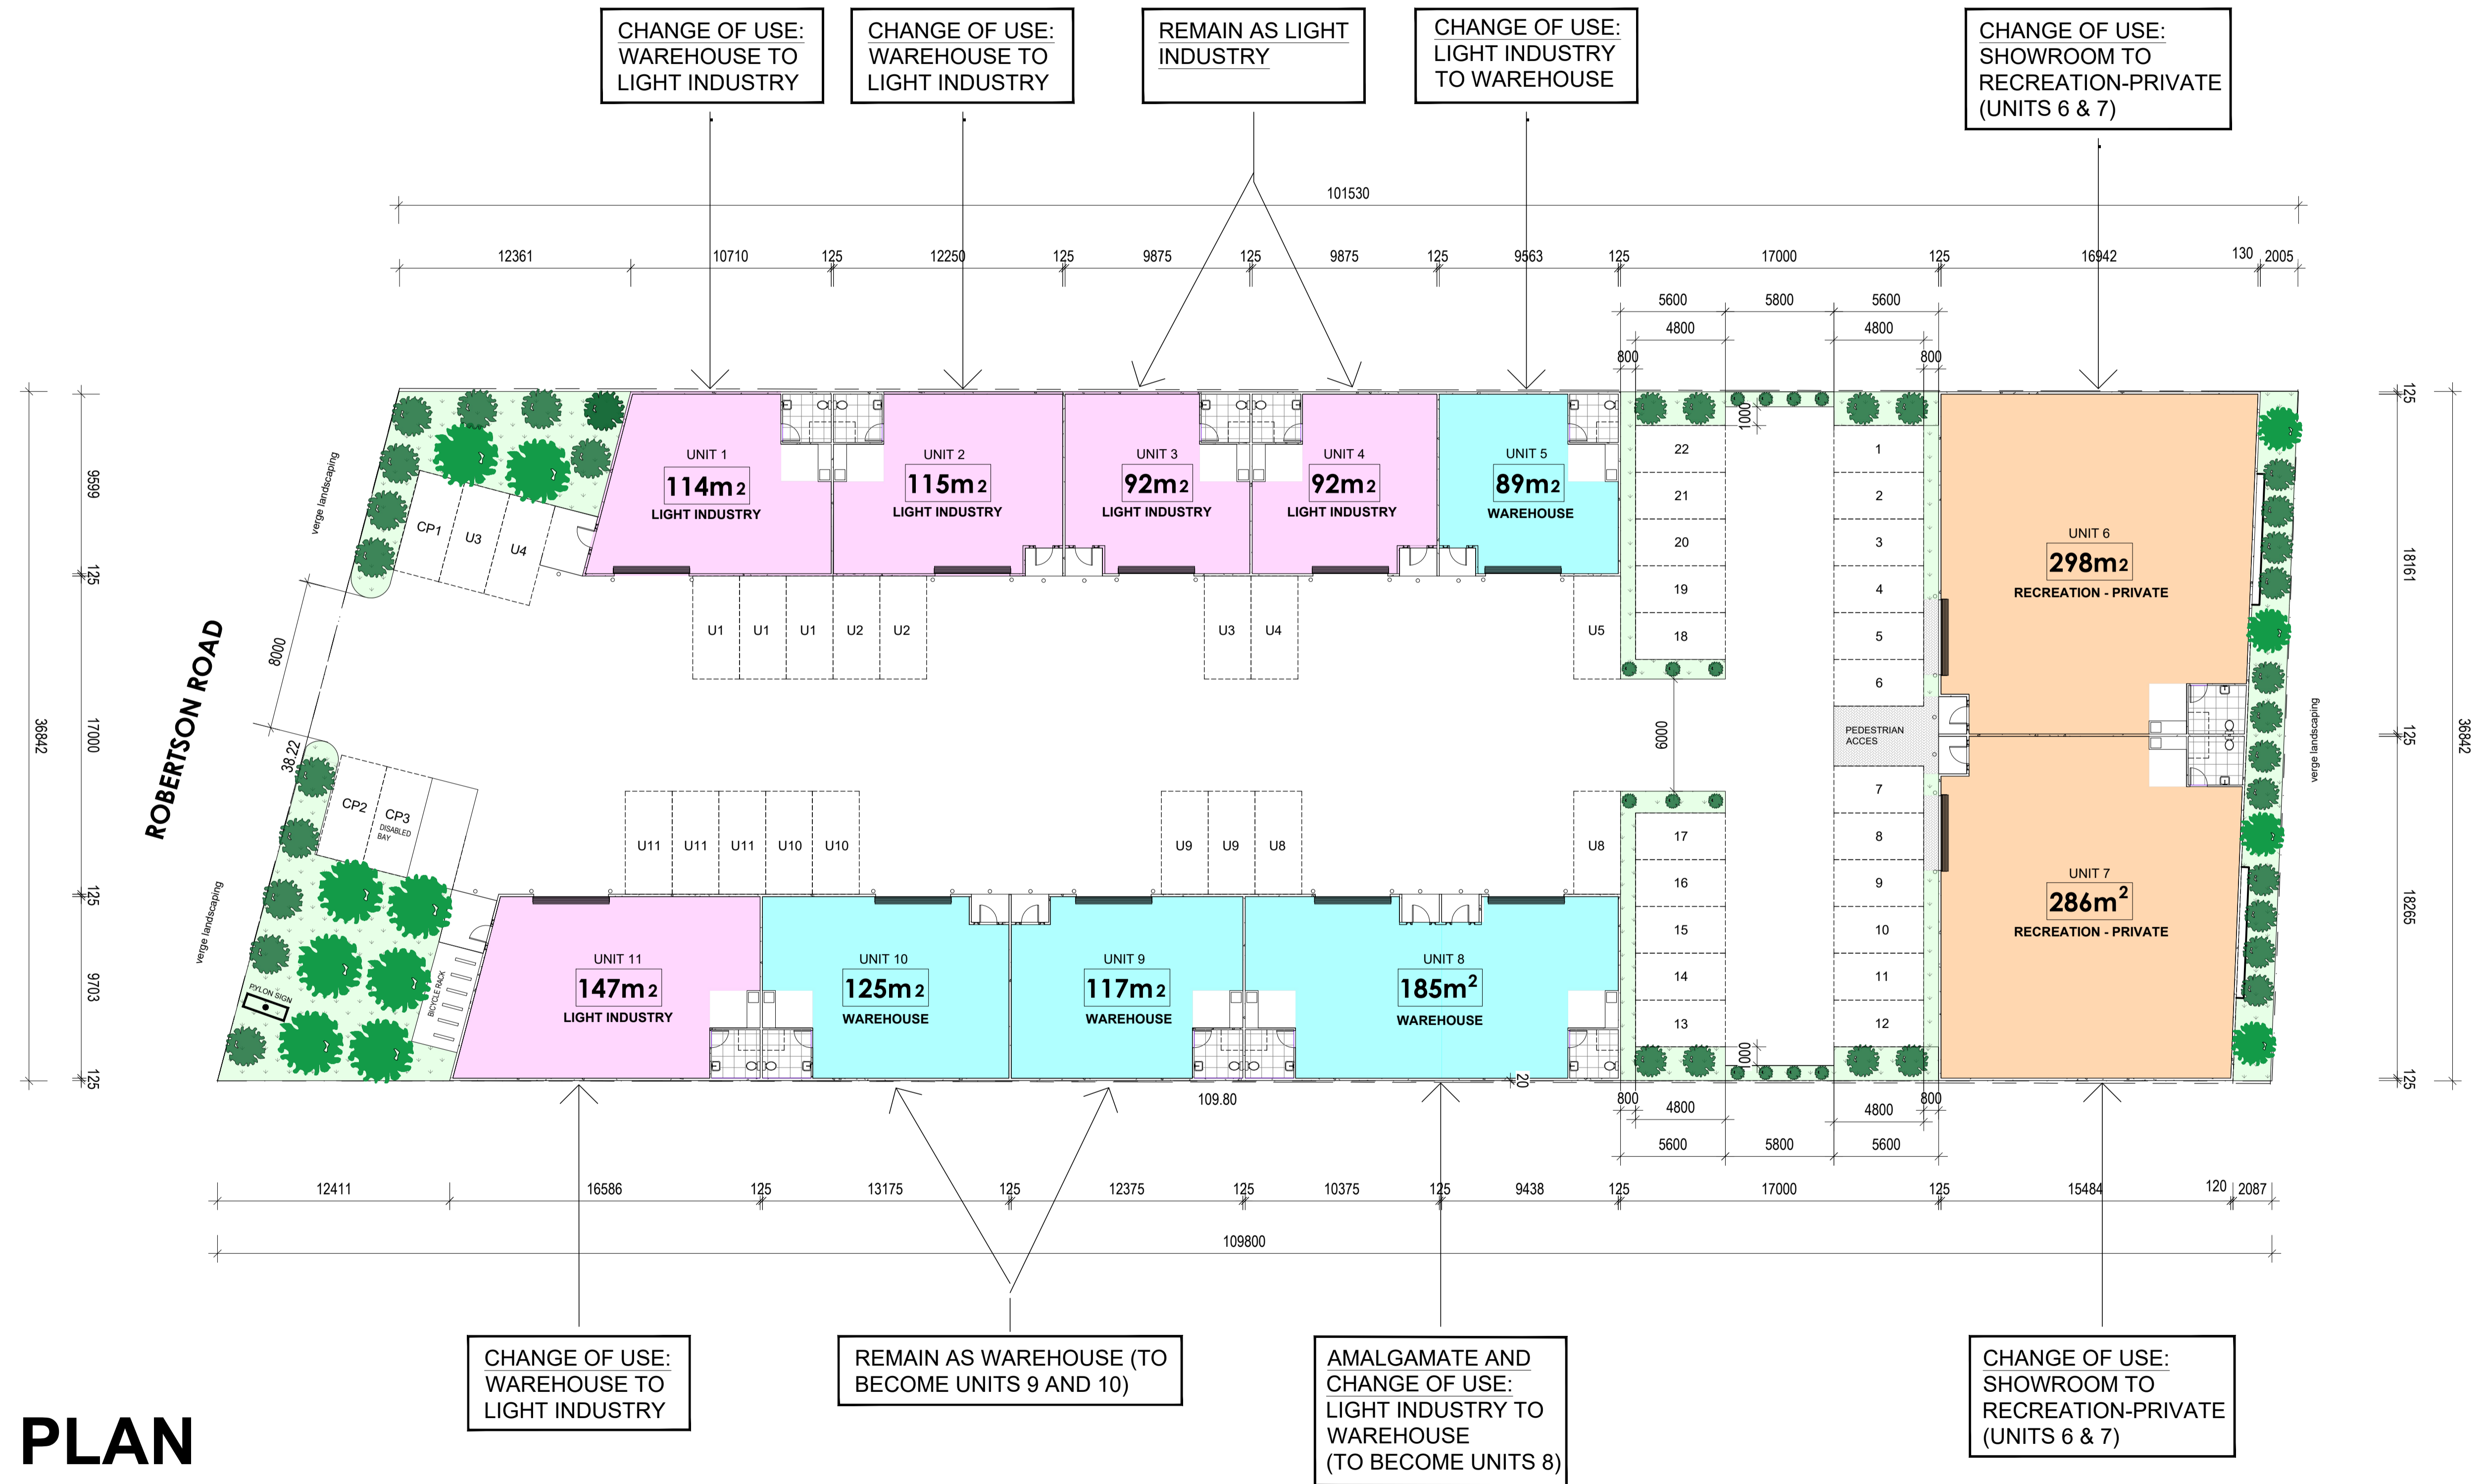 CHANGE OF USE:
WAREHOUSE TO
LIGHT INDUSTRY
CHANGE OF USE:
WAREHOUSE TO
LIGHT INDUSTRY
REMAIN AS LIGHT
INDUSTRY
CHANGE OF USE:
LIGHT INDUSTRY
TO WAREHOUSE
CHANGE OF USE:
SHOWROOM TO
RECREATION-PRIVATE
(UNITS 6 & 7)
101530
12361 10710 125 12250 125 9875 125 9875 125 9563 125 17000 125 16942 130 2005
5600 5800 5600
4800 4800
800 800
36842
9599
125
17000
125
9703
125
125
18161
125
18265
125
36842
verge landscaping
ROBERTSON ROAD
8000
38.22
verge landscaping
CP1
U3
U4
UNIT 1
114m2
LIGHT INDUSTRY
UNIT 2
115m2
LIGHT INDUSTRY
UNIT 3
92m2
LIGHT INDUSTRY
UNIT 4
92m2
LIGHT INDUSTRY
UNIT 5
89m2
WAREHOUSE
U1 U1 U1 U2 U2 U3 U4 U5
1000
22
21
20
19
18
6000
17
16
15
14
13
1000
1
2
3
4
5
6
PEDESTRIAN
ACCES
7
8
9
10
11
12
UNIT 6
298m2
RECREATION - PRIVATE
UNIT 7
286m²
RECREATION - PRIVATE
verge landscaping
CP2
CP3
DISABLED
BAY
PYLON SIGN
BICYCLE RACK
U11 U11 U11 U10 U10 U9 U9 U8 U8
UNIT 11
147m2
LIGHT INDUSTRY
UNIT 10
125m2
WAREHOUSE
UNIT 9
117m2
WAREHOUSE
UNIT 8
185m²
WAREHOUSE
20
109.80
800 800
4800 4800
5600 5800 5600
12411 16586 125 13175 125 12375 125 10375 125 9438 125 17000 125 15484 120 2087
109800
CHANGE OF USE:
WAREHOUSE TO
LIGHT INDUSTRY
REMAIN AS WAREHOUSE (TO
BECOME UNITS 9 AND 10)
AMALGAMATE AND
CHANGE OF USE:
LIGHT INDUSTRY TO
WAREHOUSE
(TO BECOME UNITS 8)
CHANGE OF USE:
SHOWROOM TO
RECREATION-PRIVATE
(UNITS 6 & 7)
PLAN